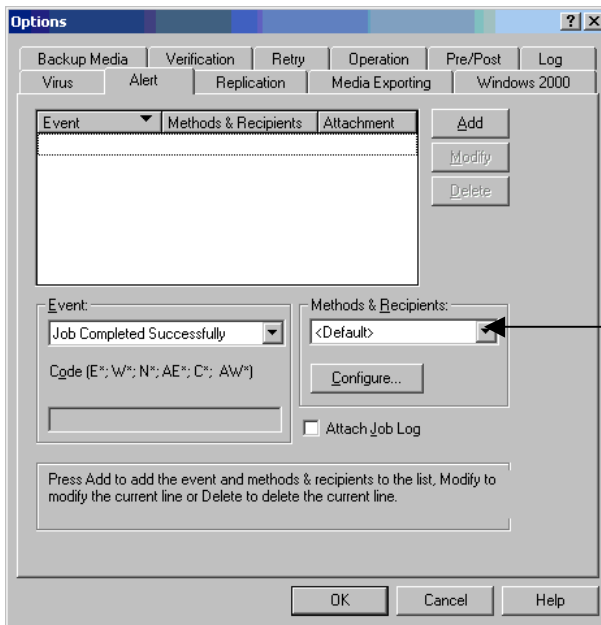 Options
Backup Media Verification Retry Operation Pre/Post Log
Virus Alert Replication Media Exporting Windows 2000
Event Methods & Recipients Attachment
Add
Modify
Delete
Event:
Job Completed Successfully
Code (E*; W*; N*; AE*; C*; AW*)
Methods & Recipients:
<Default>
Configure...
Attach Job Log
Press Add to add the event and methods & recipients to the list, Modify to
modify the current line or Delete to delete the current line.
OK Cancel Help